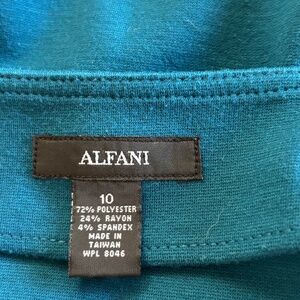 ALFANI
10
72% POLYESTER
24% RAYON
4% SPANDEX
MADE IN
TAIWAN
WPL 8046